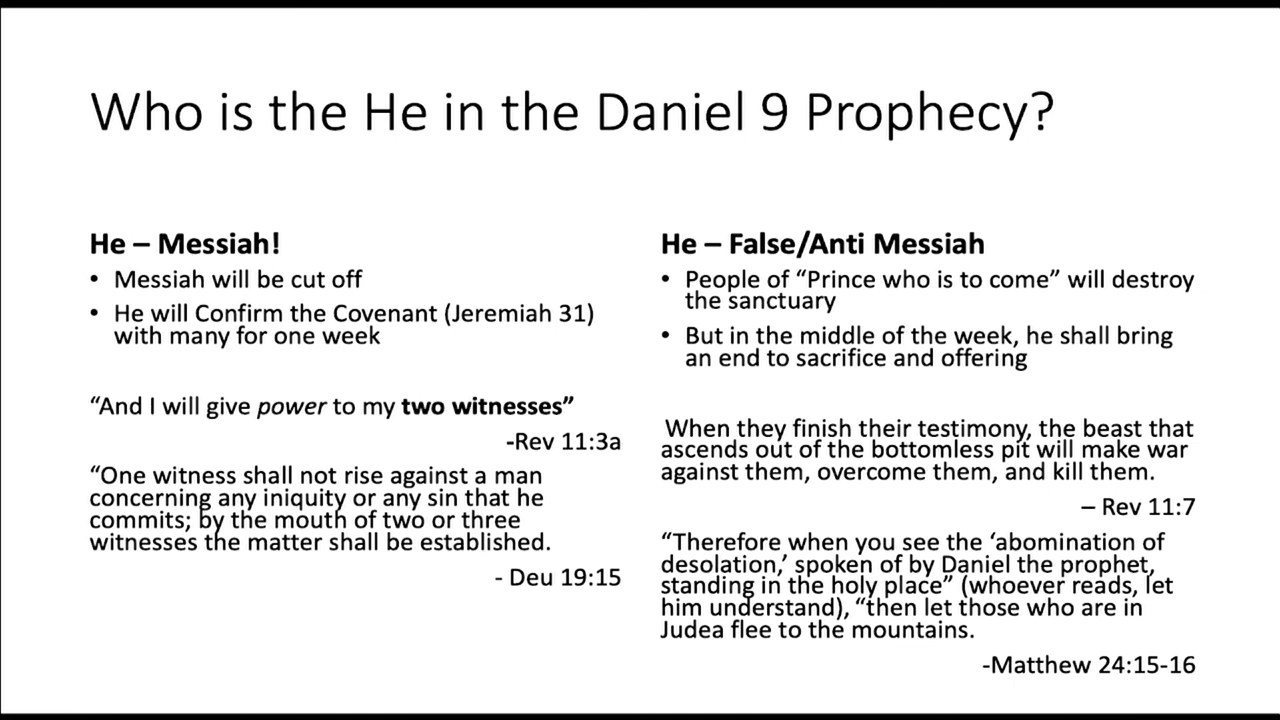 Who is the He in the Daniel 9 Prophecy?
He – Messiah!
• Messiah will be cut off
• He will Confirm the Covenant (Jeremiah 31)
with many for one week
“And I will give power to my two witnesses”
-Rev 11:3a
“One witness shall not rise against a man
concerning any iniquity or any sin that he
commits; by the mouth of two or three
witnesses the matter shall be established.
- Deu 19:15
He – False/Anti Messiah
• People of “Prince who is to come” will destroy
the sanctuary
• But in the middle of the week, he shall bring
an end to sacrifice and offering
When they finish their testimony, the beast that
ascends out of the bottomless pit will make war
against them, overcome them, and kill them.
– Rev 11:7
“Therefore when you see the ‘abomination of
desolation,’ spoken of by Daniel the prophet,
standing in the holy place” (whoever reads, let
him understand), “then let those who are in
Judea flee to the mountains.
-Matthew 24:15-16